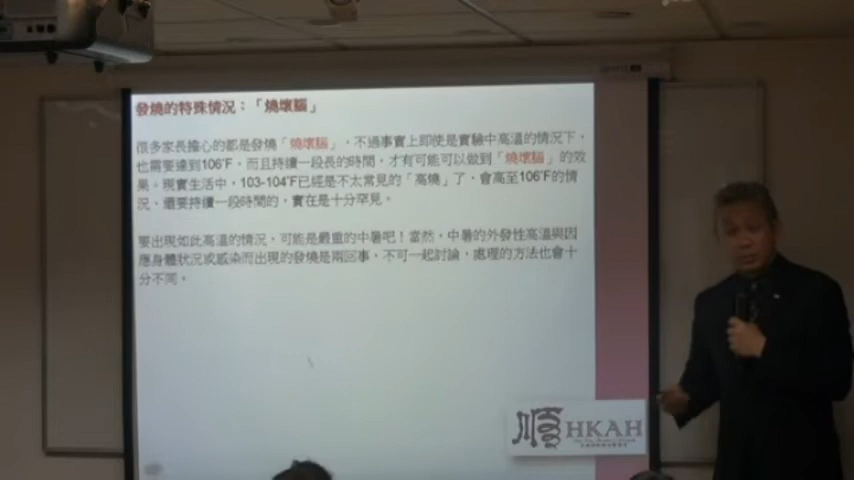 發燒的特殊情況：「燒壞腦」
很多家長擔心的都是發燒「燒壞腦」，不過事實上即使是實驗中高溫的情況下，
也需要達到106°F，而且持續一段長的時間，才有可能可以做到「燒壞腦」的效
果。現實生活中，103-104°F已經是不太常見的「高燒」了，會高至106°F的情
況、還要持續一段時間的，實在是十分罕見。
要出現如此高溫的情況，可能是嚴重的中暑吧！當然，中暑的外發性高溫與因
應身體狀況或感染而出現的發燒是兩回事，不可一起討論，處理的方法也會十
分不同。
順 HKAH